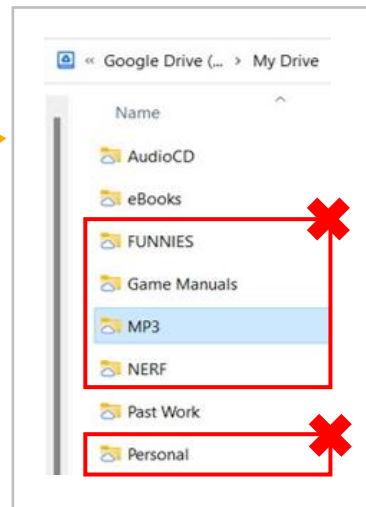 « Google Drive (... > My Drive
Name
AudioCD
eBooks
FUNNIES
Game Manuals
MP3
NERF
Past Work
Personal